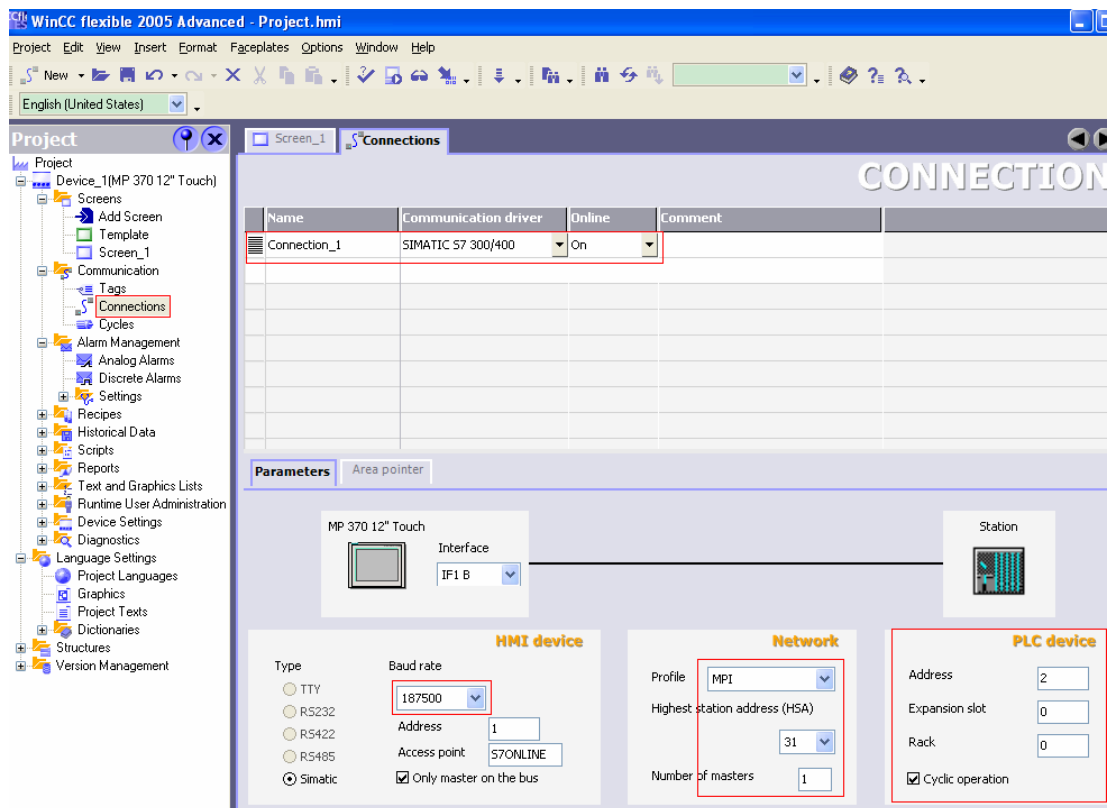 WinCC flexible 2005 Advanced - Project.hmi
Project Edit View Insert Format Faceplates Options Window Help
New
English (United States)
Project
Screen_1
Connections
Project
Device_1(MP 370 12" Touch)
Screens
Add Screen
Template
Screen_1
Communication
Tags
Connections
Cycles
Alarm Management
Analog Alarms
Discrete Alarms
Settings
Recipes
Historical Data
Scripts
Reports
Text and Graphics Lists
Runtime User Administration
Device Settings
Diagnostics
Language Settings
Project Languages
Graphics
Project Texts
Dictionaries
Structures
Version Management
CONNECTION
Name Communication driver Online Comment
Connection_1 SIMATIC S7 300/400 On
Parameters Area pointer
MP 370 12" Touch
Interface
IF1 B
Station
HMI device
Type Baud rate
TTY
187500
RS232
RS422
Address 1
RS485
Access point S7ONLINE
Simatic
Only master on the bus
Network
Profile MPI
Highest station address (HSA)
31
Number of masters 1
PLC device
Address 2
Expansion slot 0
Rack 0
Cyclic operation